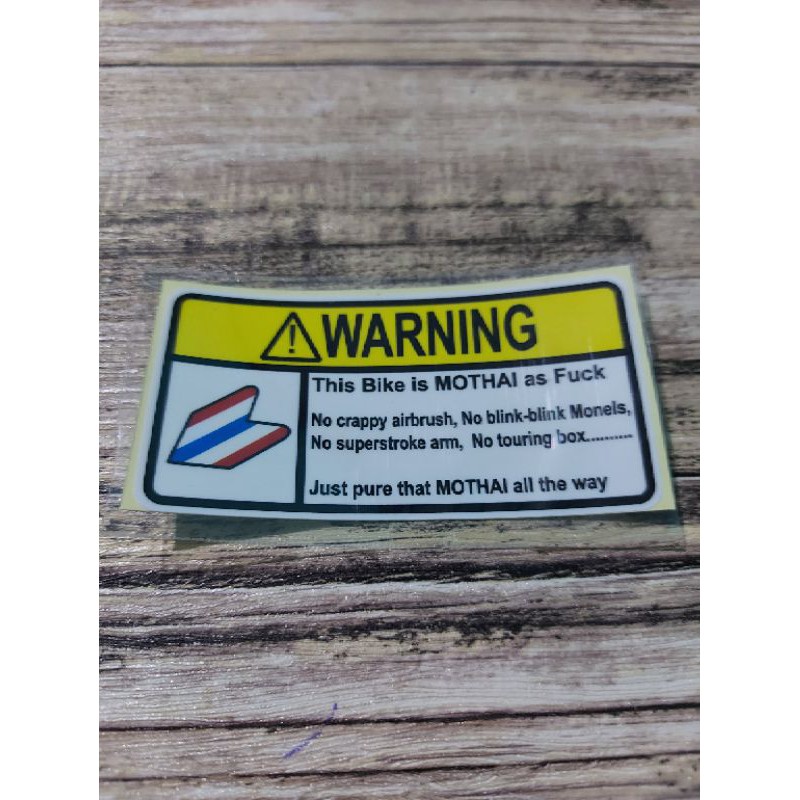 WARNING
This Bike is MOTHAI as Fuck
No crappy airbrush, No blink-blink Monels,
No superstroke arm, No touring box..........
Just pure that MOTHAI all the way